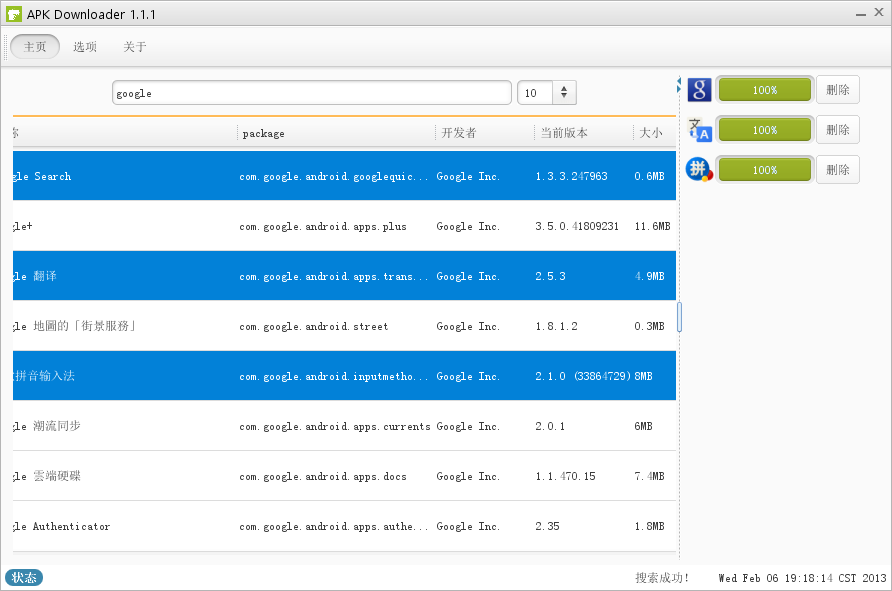 APK Downloader 1.1.1
主页 选项 关于
google 10
package 开发者 当前版本 大小
gle Search com.google.android.googlequic... Google Inc. 1.3.3.247963 0.6MB
gle+ com.google.android.apps.plus Google Inc. 3.5.0.41809231 11.6MB
gle 翻译 com.google.android.apps.trans... Google Inc. 2.5.3 4.9MB
gle 地圖的「街景服務」 com.google.android.street Google Inc. 1.8.1.2 0.3MB
拼音输入法 com.google.android.inputmetho... Google Inc. 2.1.0 (33864729) 8MB
gle 潮流同步 com.google.android.apps.currents Google Inc. 2.0.1 6MB
gle 雲端硬碟 com.google.android.apps.docs Google Inc. 1.1.470.15 7.4MB
gle Authenticator com.google.android.apps.authe... Google Inc. 2.35 1.8MB
g 100% 删除
文 A 100% 删除
拼 100% 删除
状态 搜索成功! Wed Feb 06 19:18:14 CST 2013